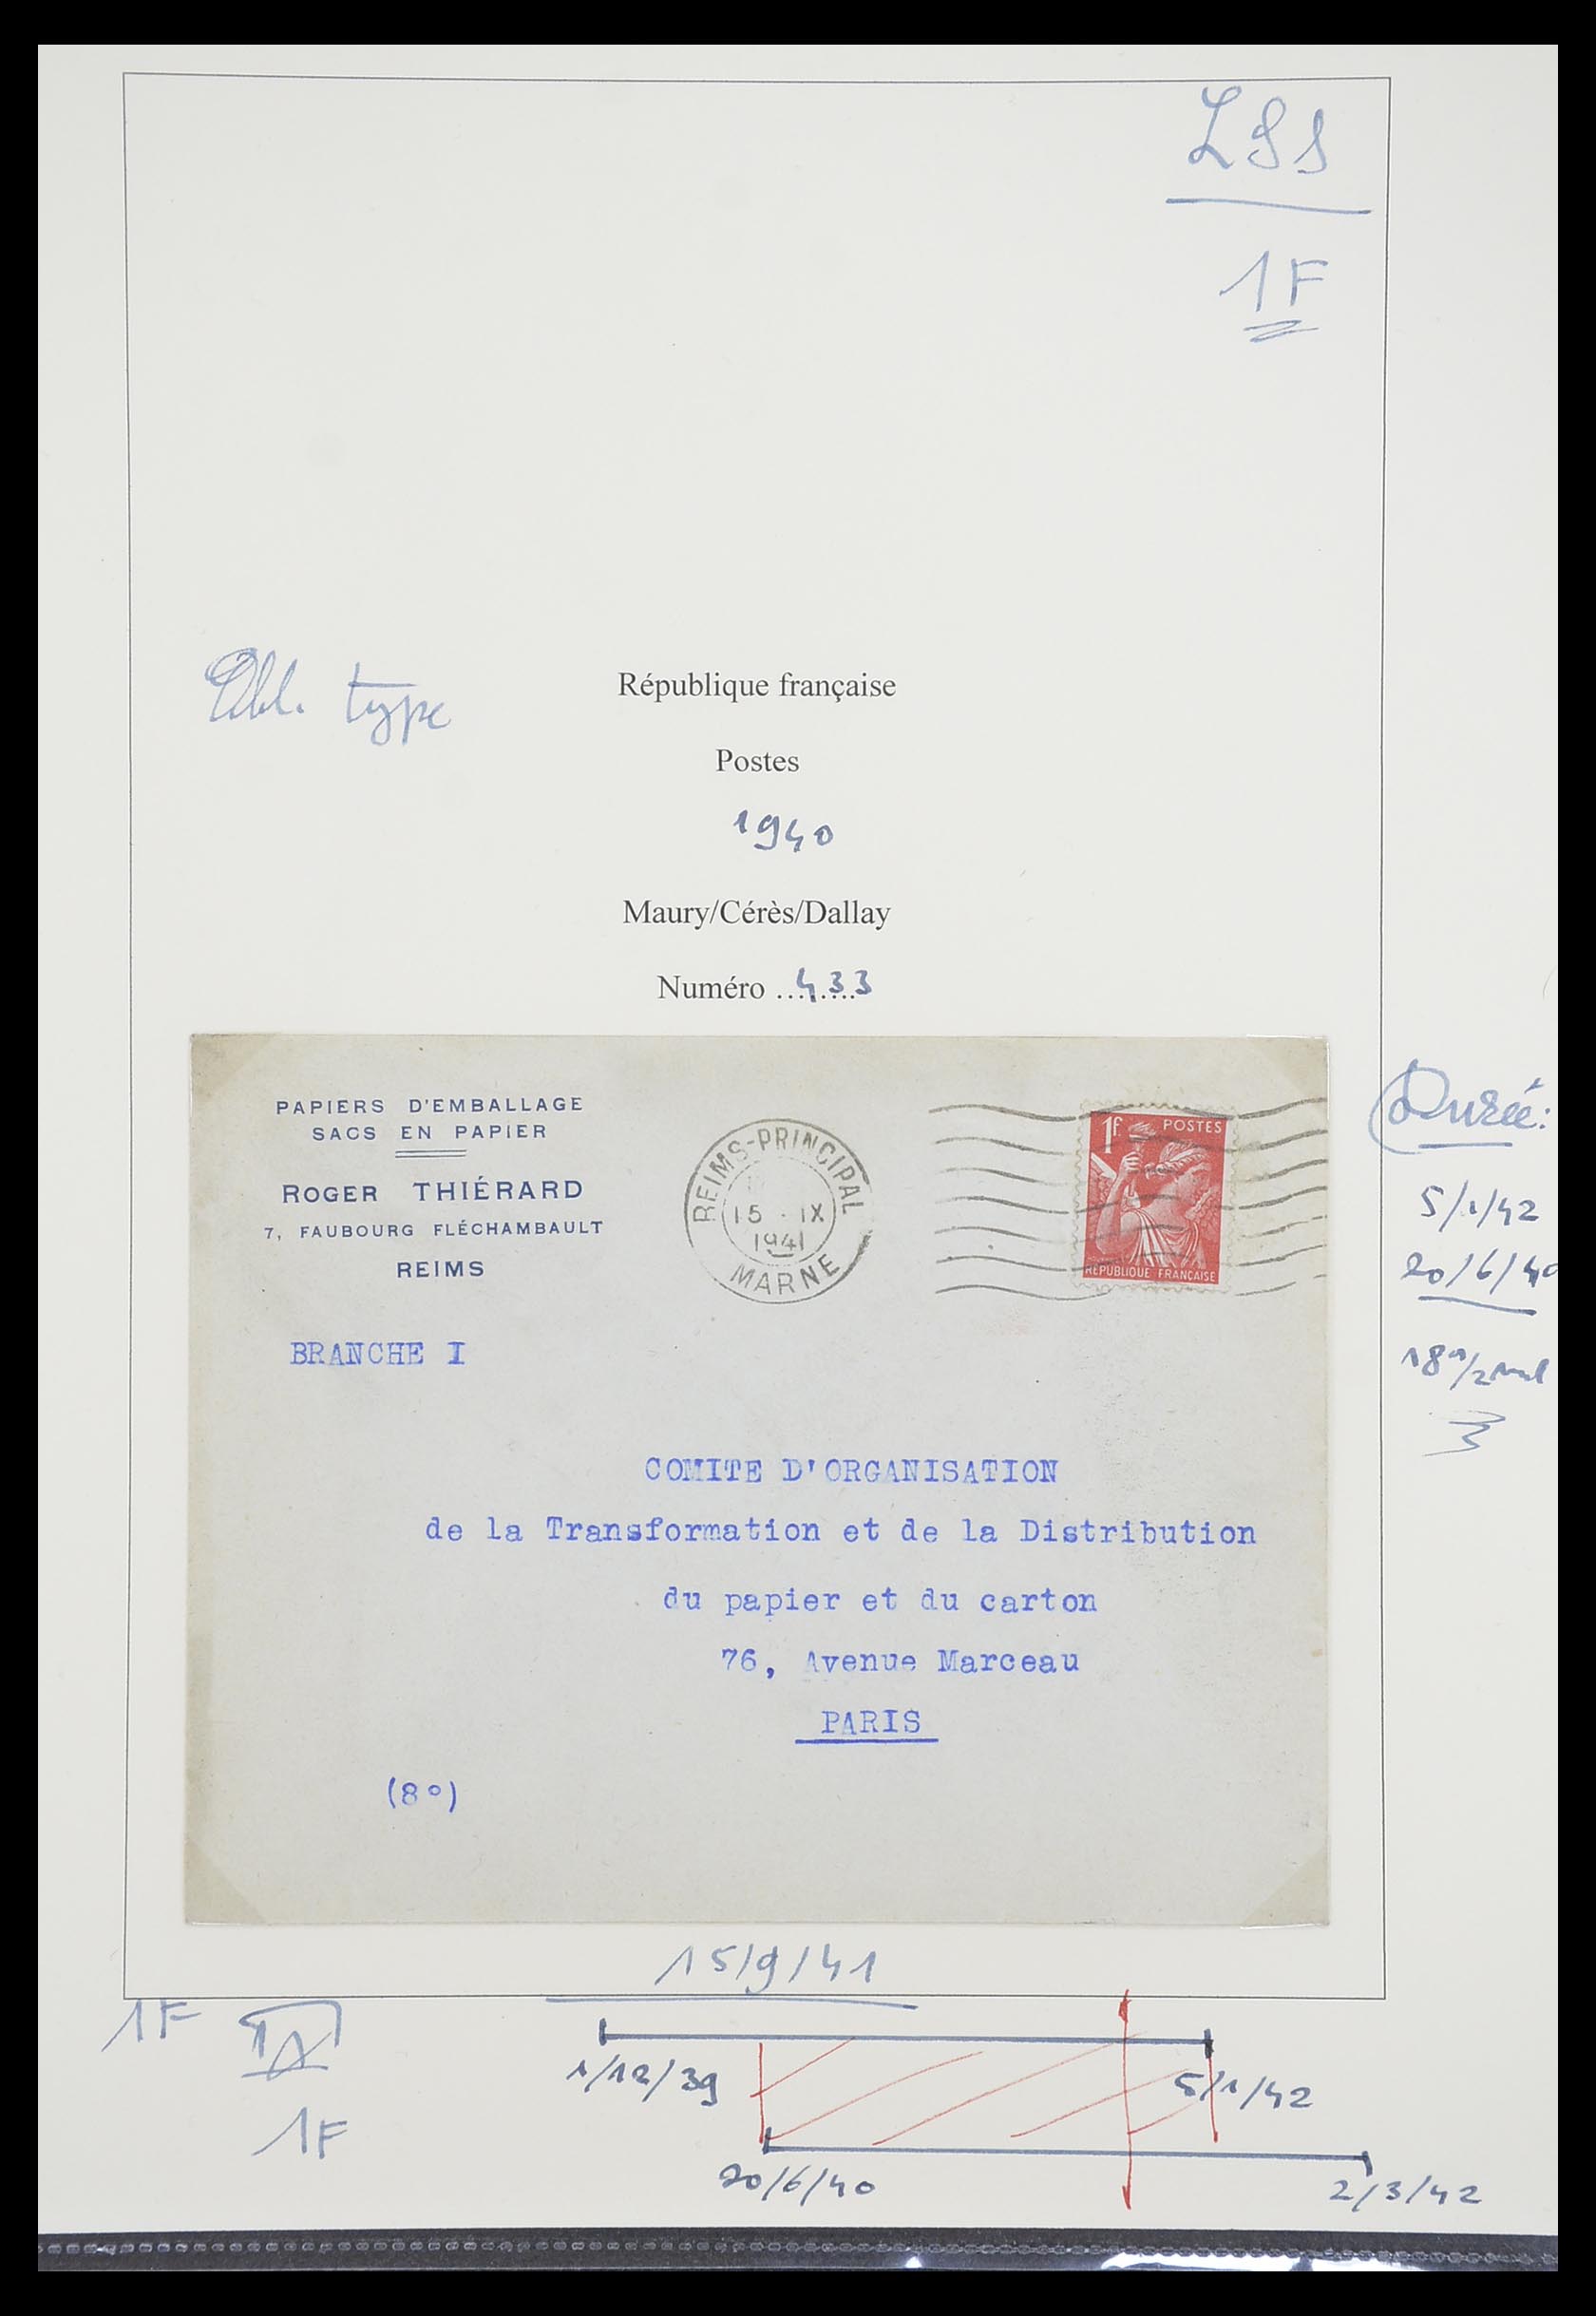 LSS
1F
Obl. type
République française
Postes
1940
Maury/Cérès/Dallay
Numéro ........433
PAPIERS D'EMBALLAGE
SACS EN PAPIER
ROGER THIÉRARD
7, FAUBOURG FLÉCHAMBAULT
REIMS
REIMS-PRINCIPAL
15 · IX
1941
MARNE
1f. POSTES
RÉPUBLIQUE FRANÇAISE
BRANCHE I
COMITE D'ORGANISATION
de la Transformation et de la Distribution
du papier et du carton
76, Avenue Marceau
PARIS
(8°)
Durée:
5/1/42
20/6/40
18 1/2
15/9/41
1F
1/12/39
5/1/42
1F
20/6/40
2/3/42